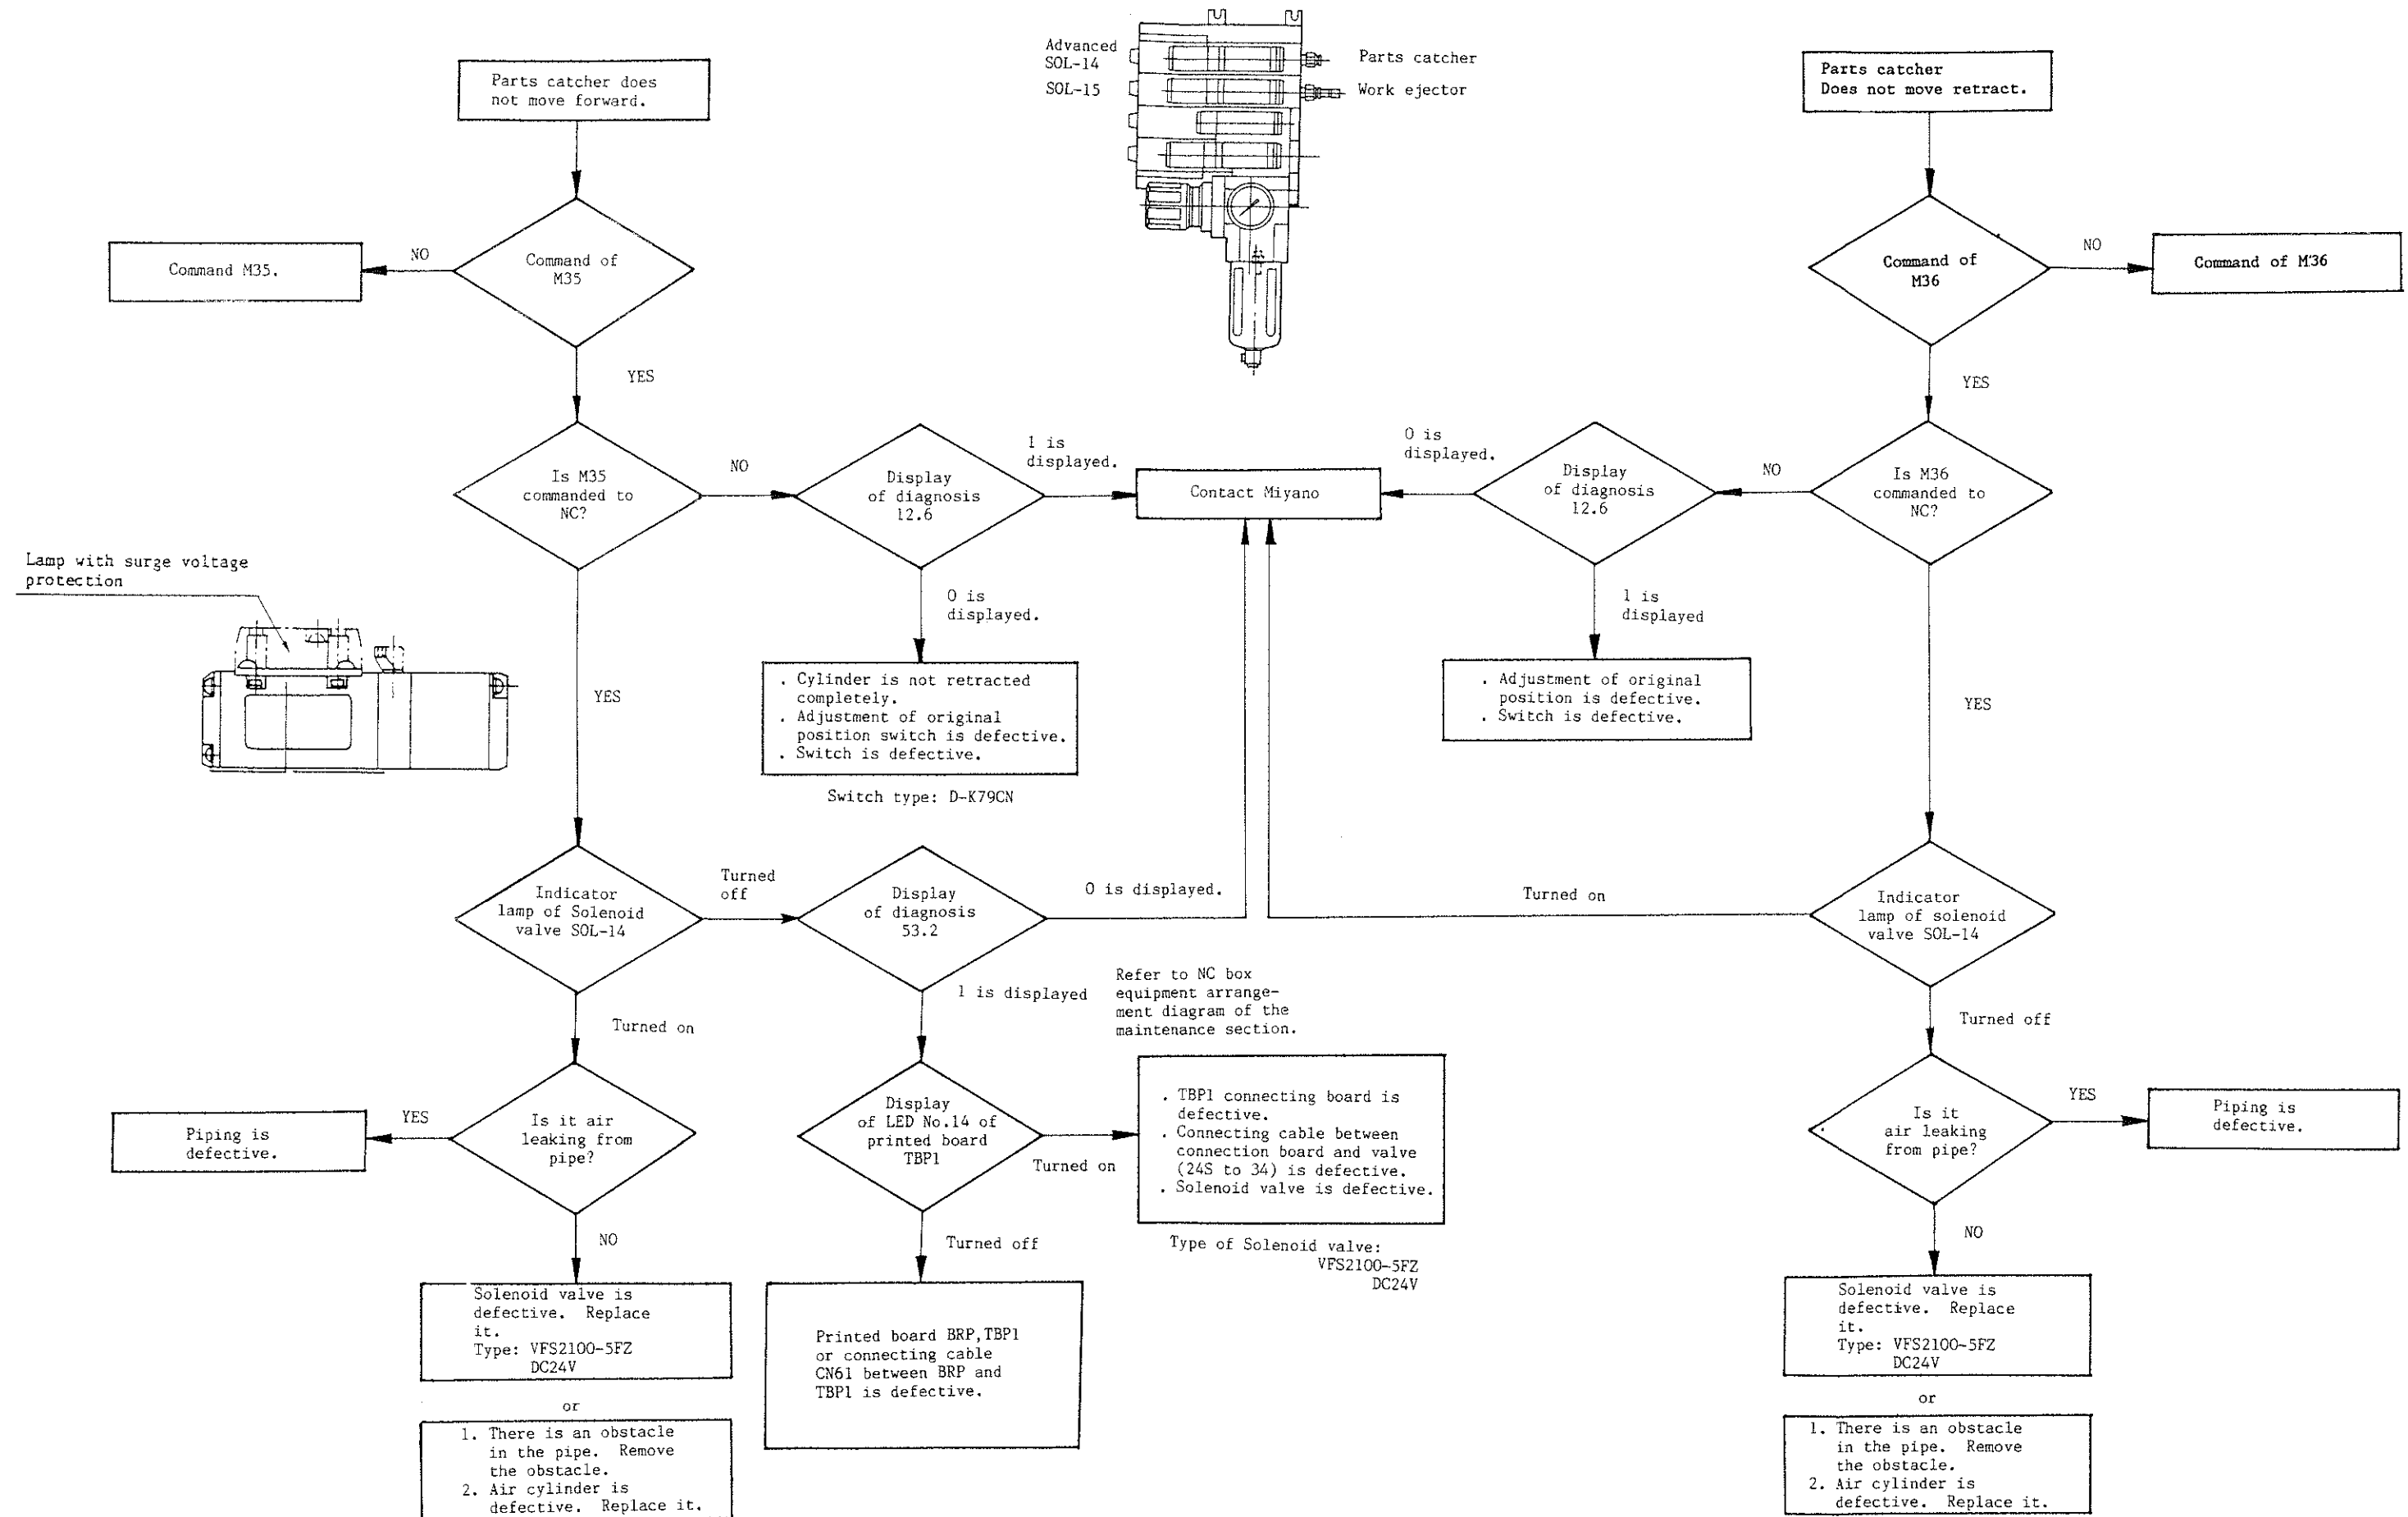 Advanced
SOL-14
SOL-15
Parts catcher
Work ejector
Parts catcher does
not move forward.
Command of
M35
NO
Command M35.
YES
Is M35
commanded to
NC?
NO
Display
of diagnosis
12.6
1 is
displayed.
Contact Miyano
0 is
displayed.
. Cylinder is not retracted
completely.
. Adjustment of original
position switch is defective.
. Switch is defective.
Switch type: D-K79CN
Lamp with surge voltage
protection
YES
Indicator
lamp of Solenoid
valve SOL-14
Turned
off
Display
of diagnosis
53.2
0 is displayed.
1 is displayed
Refer to NC box
equipment arrange-
ment diagram of the
maintenance section.
Display
of LED No.14 of
printed board
TBP1
Turned on
. TBP1 connecting board is
defective.
. Connecting cable between
connection board and valve
(24S to 34) is defective.
. Solenoid valve is defective.
Type of Solenoid valve:
VFS2100-5FZ
DC24V
Turned off
Printed board BRP,TBP1
or connecting cable
CN61 between BRP and
TBP1 is defective.
Turned on
Is it air
leaking from
pipe?
YES
Piping is
defective.
NO
Solenoid valve is
defective. Replace
it.
Type: VFS2100-5FZ
DC24V
or
1. There is an obstacle
in the pipe. Remove
the obstacle.
2. Air cylinder is
defective. Replace it.
Parts catcher
Does not move retract.
Command of
M36
NO
Command of M36
YES
Is M36
commanded to
NC?
NO
Display
of diagnosis
12.6
0 is
displayed.
1 is
displayed
. Adjustment of original
position is defective.
. Switch is defective.
YES
Indicator
lamp of solenoid
valve SOL-14
Turned on
Turned off
Is it
air leaking
from pipe?
YES
Piping is
defective.
NO
Solenoid valve is
defective. Replace
it.
Type: VFS2100-5FZ
DC24V
or
1. There is an obstacle
in the pipe. Remove
the obstacle.
2. Air cylinder is
defective. Replace it.